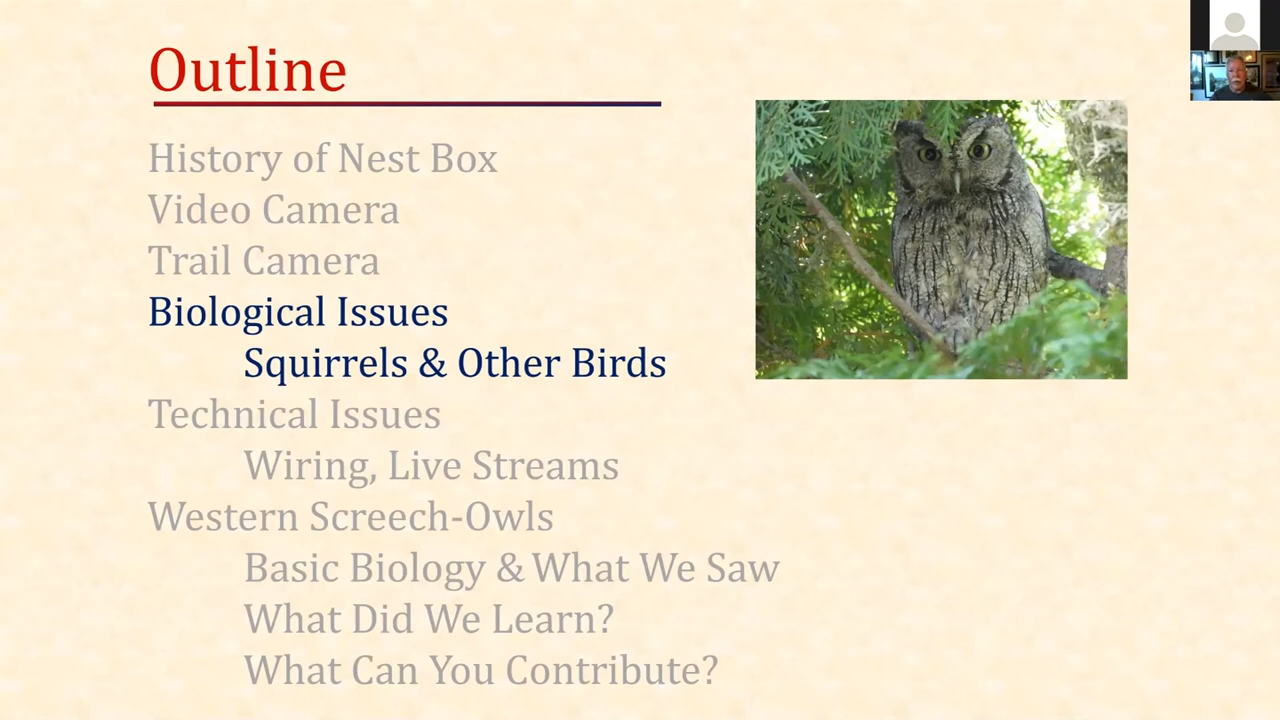 Outline
History of Nest Box
Video Camera
Trail Camera
Biological Issues
Squirrels & Other Birds
Technical Issues
Wiring, Live Streams
Western Screech-Owls
Basic Biology & What We Saw
What Did We Learn?
What Can You Contribute?